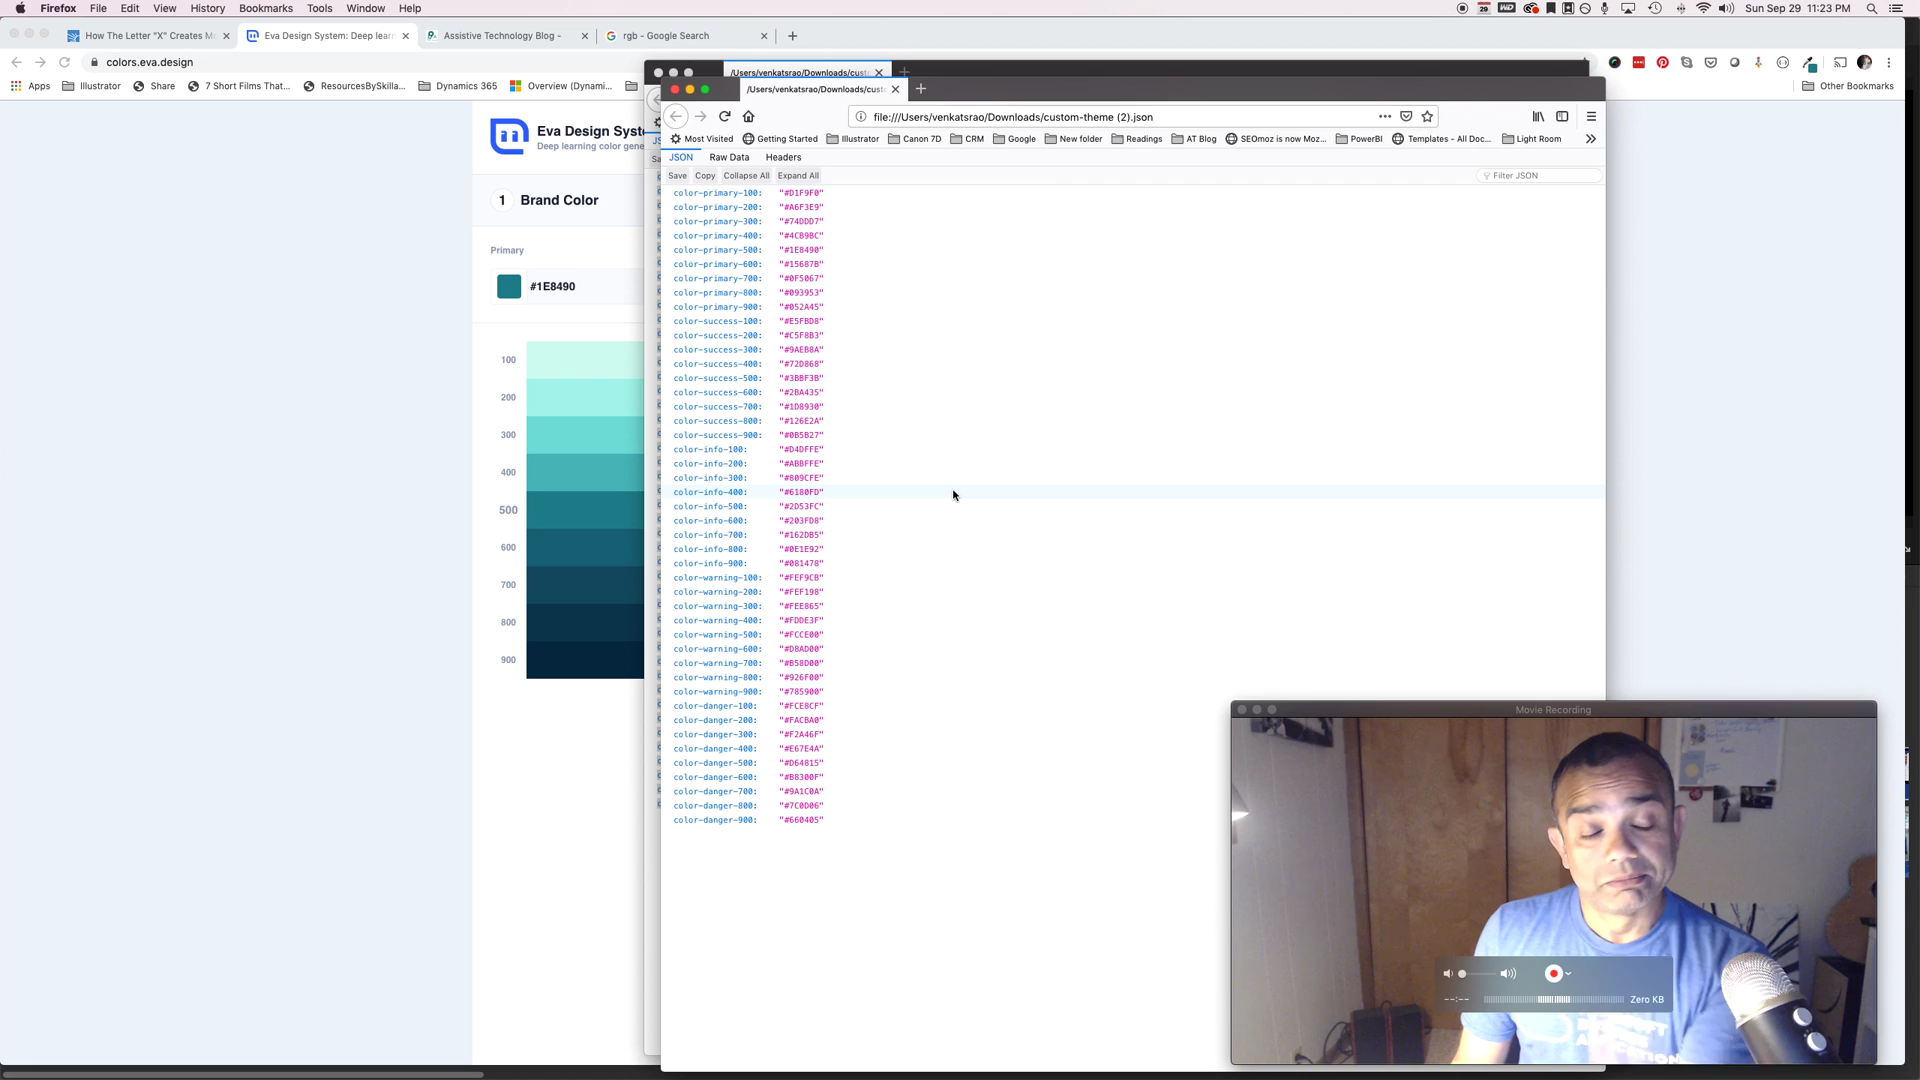 Firefox File Edit View History Bookmarks Tools Window Help
29 Sun Sep 29 11:23 PM
How The Letter "X" Creates M
Eva Design System: Deep lear
Assistive Technology Blog -
rgb - Google Search
colors.eva.design
Apps Illustrator Share 7 Short Films That... ResourcesBySkilla... Dynamics 365 Overview (Dynami...
Other Bookmarks
/Users/venkatsrao/Downloads/cust
/Users/venkatsrao/Downloads/cust
file:///Users/venkatsrao/Downloads/custom-theme (2).json
Most Visited Getting Started Illustrator Canon 7D CRM Google New folder Readings AT Blog SEOmoz is now Moz... PowerBI Templates - All Doc... Light Room
JSON Raw Data Headers
Save Copy Collapse All Expand All
Filter JSON
Eva Design Syste
Deep learning color gene
1 Brand Color
Primary
#1E8490
100
200
300
400
500
600
700
800
900
color-primary-100: "#D1F9F0"
color-primary-200: "#A6F3E9"
color-primary-300: "#74DDD7"
color-primary-400: "#4CB9BC"
color-primary-500: "#1E8490"
color-primary-600: "#15687B"
color-primary-700: "#0F5067"
color-primary-800: "#093953"
color-primary-900: "#052A45"
color-success-100: "#E5FBD8"
color-success-200: "#C5F8B3"
color-success-300: "#9AEB8A"
color-success-400: "#72D868"
color-success-500: "#3BBF3B"
color-success-600: "#2BA435"
color-success-700: "#1D8930"
color-success-800: "#126E2A"
color-success-900: "#0B5B27"
color-info-100: "#D4DFFE"
color-info-200: "#ABBFFE"
color-info-300: "#809CFE"
color-info-400: "#6180FD"
color-info-500: "#2D53FC"
color-info-600: "#203FD8"
color-info-700: "#162DB5"
color-info-800: "#0E1E92"
color-info-900: "#081478"
color-warning-100: "#FEF9CB"
color-warning-200: "#FEF198"
color-warning-300: "#FEE865"
color-warning-400: "#FDDE3F"
color-warning-500: "#FCCE00"
color-warning-600: "#D8AD00"
color-warning-700: "#B58D00"
color-warning-800: "#926F00"
color-warning-900: "#785900"
color-danger-100: "#FCE8CF"
color-danger-200: "#FACBA0"
color-danger-300: "#F2A46F"
color-danger-400: "#E67E4A"
color-danger-500: "#D64815"
color-danger-600: "#B8300F"
color-danger-700: "#9A1C0A"
color-danger-800: "#7C0D06"
color-danger-900: "#660405"
Movie Recording
--:-- Zero KB